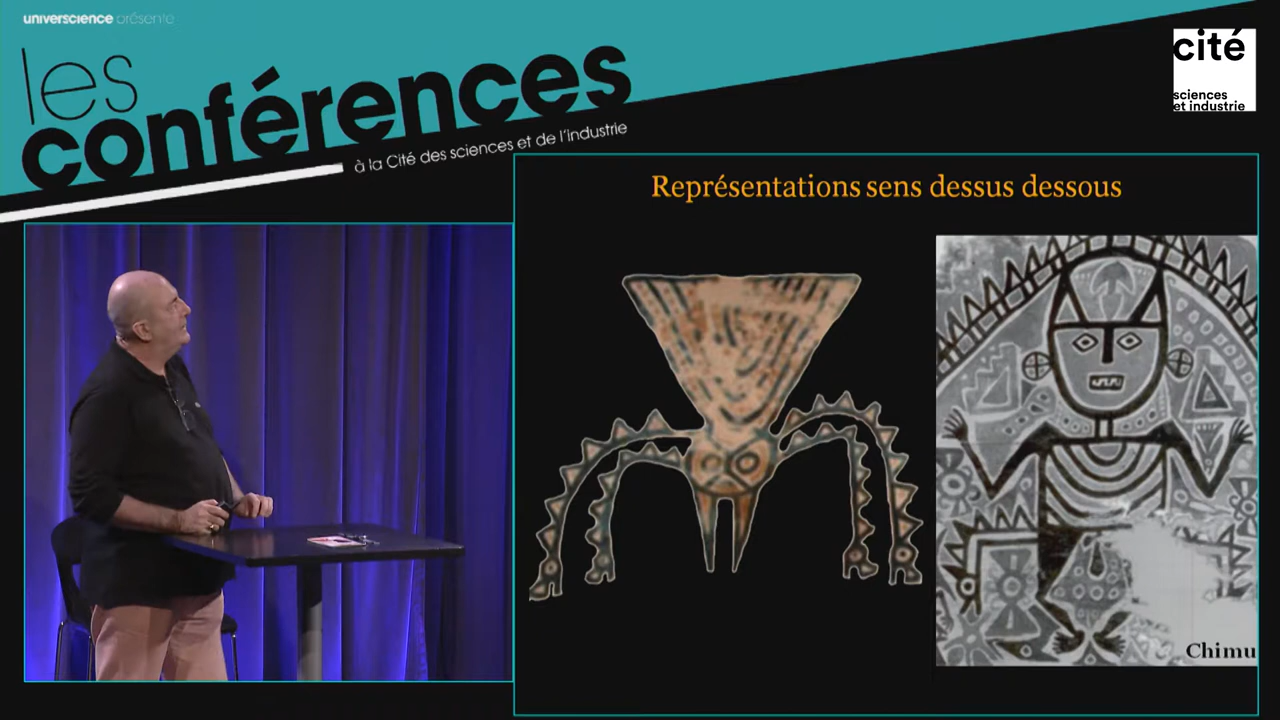 universcience présente
les
conférences
à la Cité des sciences et de l'industrie
cité
sciences
et industrie
Représentations sens dessus dessous
Chimu